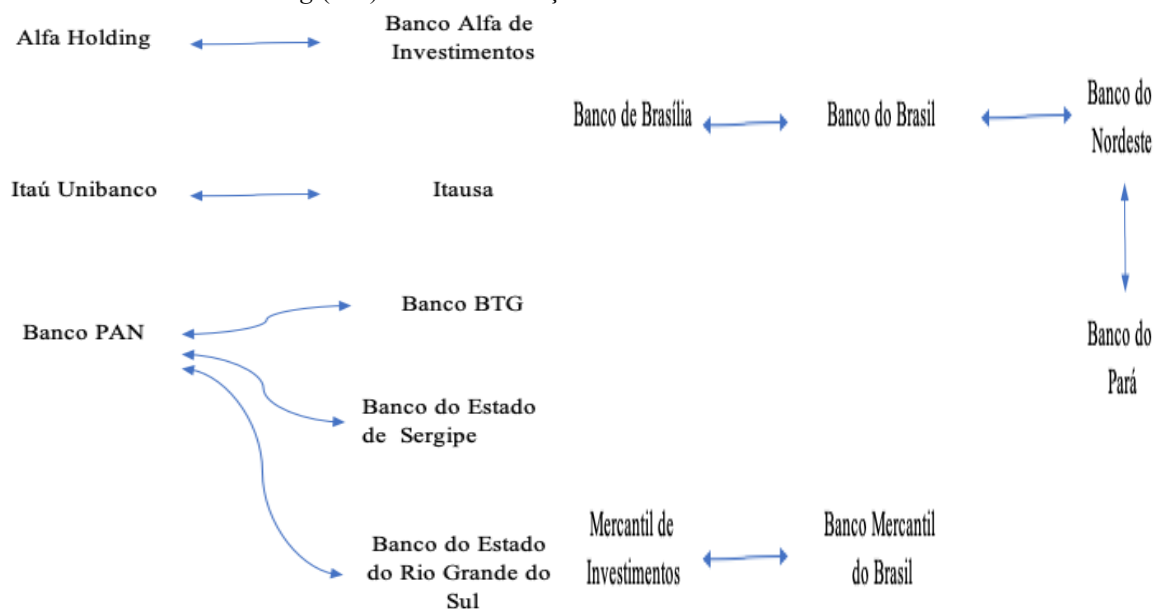 Alfa Holding
Banco Alfa de
Investimentos
Banco de Brasília
Banco do Brasil
Banco do
Nordeste
Itaú Unibanco
Itausa
Banco PAN
Banco BTG
Banco do
Pará
Banco do Estado
de Sergipe
Banco do Estado
do Rio Grande do
Sul
Mercantil de
Investimentos
Banco Mercantil
do Brasil